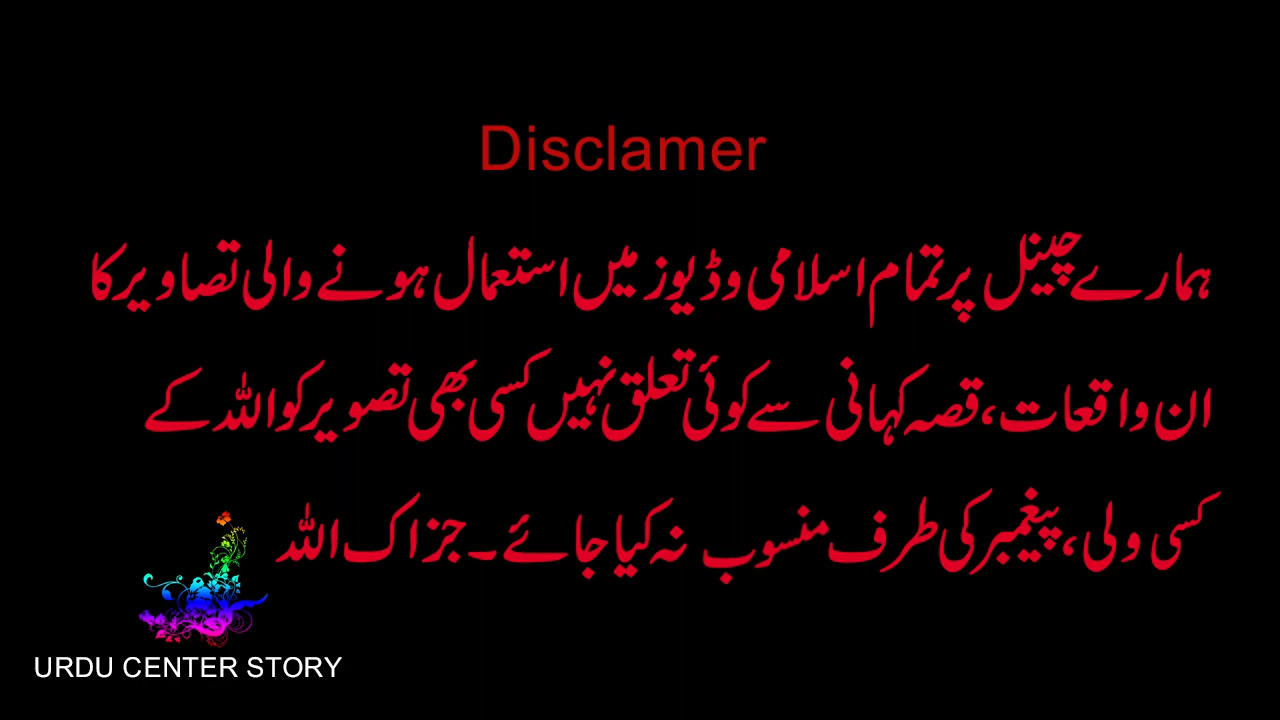 Disclamer
ہمارے چینل پر تمام اسلامی وڈیوز میں استعمال ہونے والی تصاویر کا
ان واقعات، قصہ کہانی سے کوئی تعلق نہیں کسی بھی تصویر کو اللہ کے
کسی ولی، پیغمبر کی طرف منسوب نہ کیا جائے۔ جزاک اللہ
URDU CENTER STORY